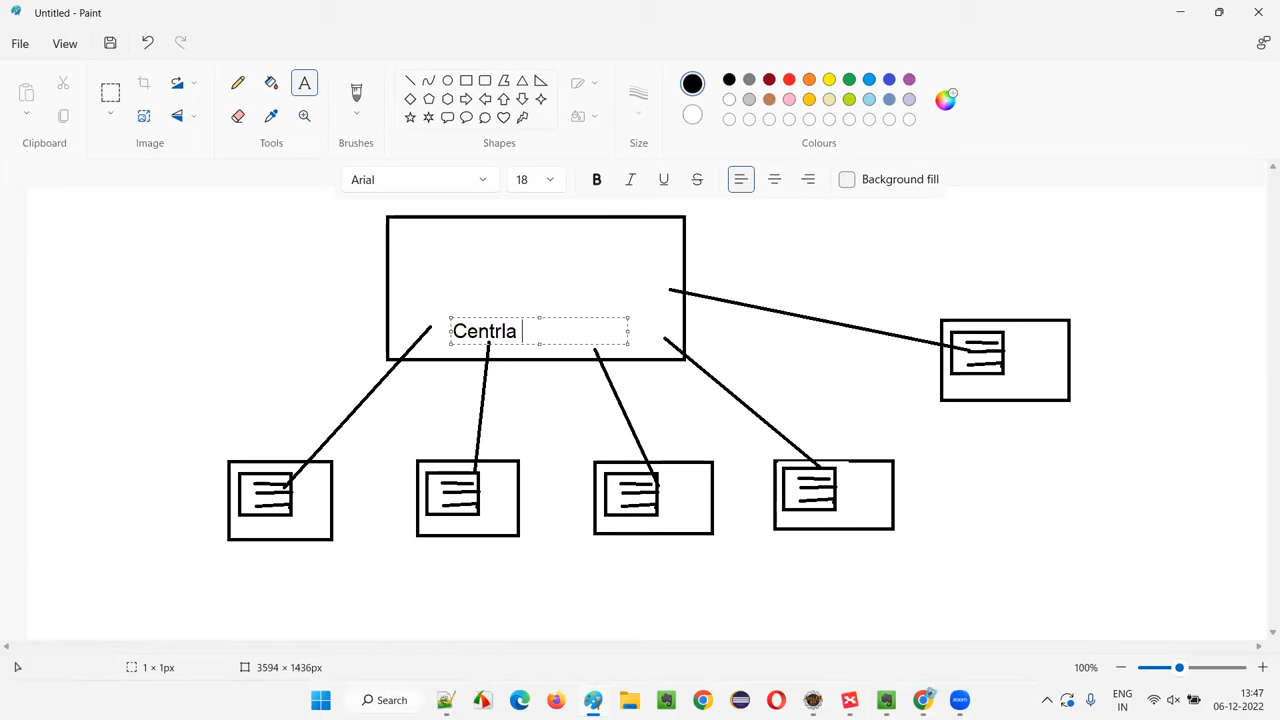 Untitled - Paint
File
View
Clipboard
Image
Tools
Brushes
Shapes
Size
Colours
Arial
18
B
I
U
S
Background fill
Centrla
1 × 1px
3594 × 1436px
100%
Search
zoom
ENG
IN
13:47
06-12-2022